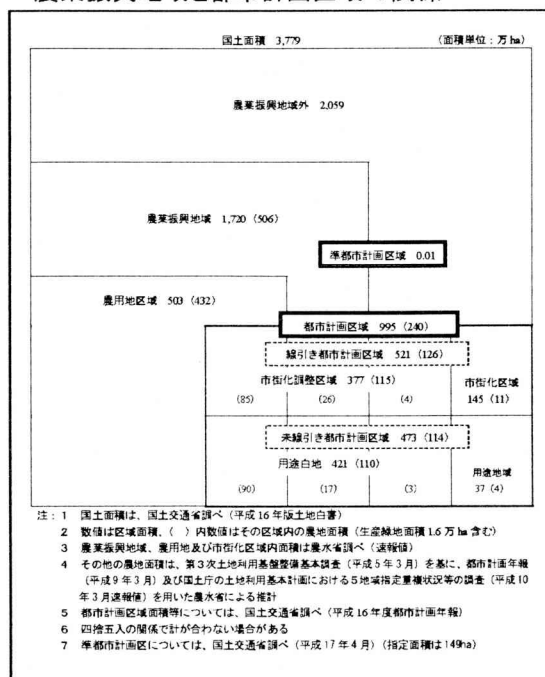 国土面積 3,779 (面積単位：万ha)
農業振興地域外 2,059
農業振興地域 1,720 (506)
準都市計画区域 0.01
農用地区域 503 (432)
都市計画区域 995 (240)
線引き都市計画区域 521 (126)
市街化調整区域 377 (115)
市街化区域
145 (11)
(85) (26) (4)
未線引き都市計画区域 473 (114)
用途白地 421 (110)
用途地域
37 (4)
(90) (17) (3)
注：1 国土面積は、国土交通省調べ（平成16年版土地白書）
2 数値は区域面積、（ ）内数値はその区域内の農地面積（生産緑地面積1.6万ha含む）
3 農業振興地域、農用地及び市街化区域内面積は農水省調べ（速報値）
4 その他の農地面積は、第3次土地利用基盤整備基本調査（平成5年3月）を基に、都市計画年報
（平成9年3月）及び国土庁の土地利用基本計画における5地域指定重複状況等の調査（平成10
年3月速報値）を用いた農水省による推計
5 都市計画区域面積等については、国土交通省調べ（平成16年度都市計画年報）
6 四捨五入の関係で計が合わない場合がある
7 準都市計画区については、国土交通省調べ（平成17年4月）（指定面積は149ha）